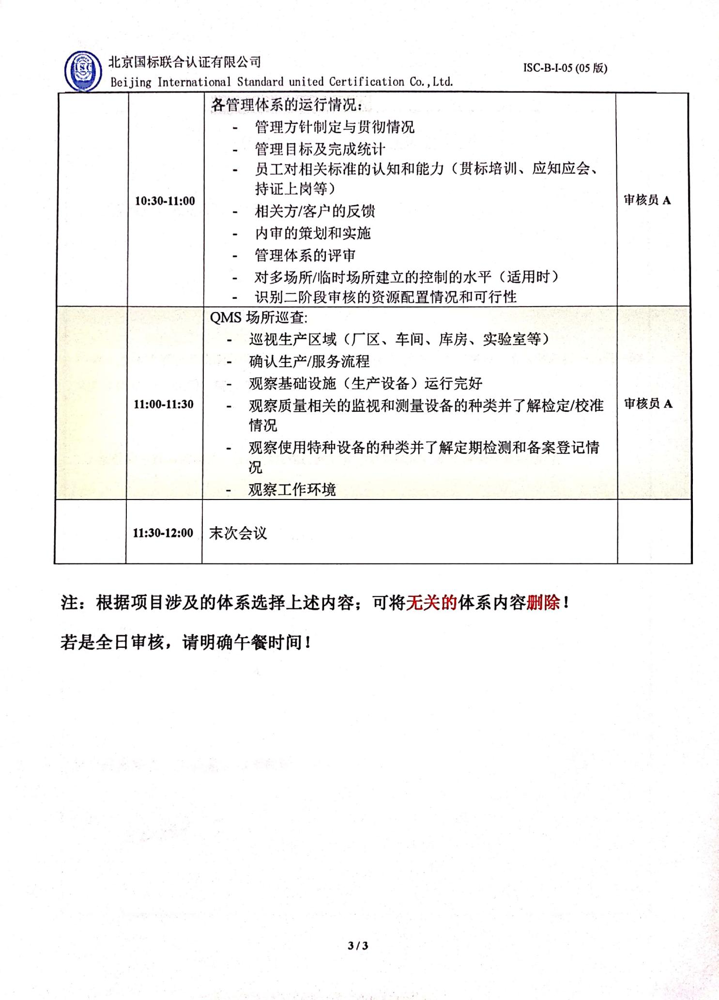 北京国标联合认证有限公司
ISC-B-I-05 (05 版)
Beijing International Standard united Certification Co.,Ltd.
各管理体系的运行情况：
- 管理方针制定与贯彻情况
- 管理目标及完成统计
- 员工对相关标准的认知和能力（贯标培训、应知应会、
持证上岗等）
10:30-11:00
审核员 A
- 相关方/客户的反馈
- 内审的策划和实施
- 管理体系的评审
- 对多场所/临时场所建立的控制的水平（适用时）
- 识别二阶段审核的资源配置情况和可行性
QMS 场所巡查:
- 巡视生产区域（厂区、车间、库房、实验室等）
- 确认生产/服务流程
- 观察基础设施（生产设备）运行完好
11:00-11:30
- 观察质量相关的监视和测量设备的种类并了解检定/校准
情况
审核员 A
- 观察使用特种设备的种类并了解定期检测和备案登记情
况
- 观察工作环境
11:30-12:00
末次会议
注：根据项目涉及的体系选择上述内容；可将无关的体系内容删除！
若是全日审核，请明确午餐时间！
3 / 3